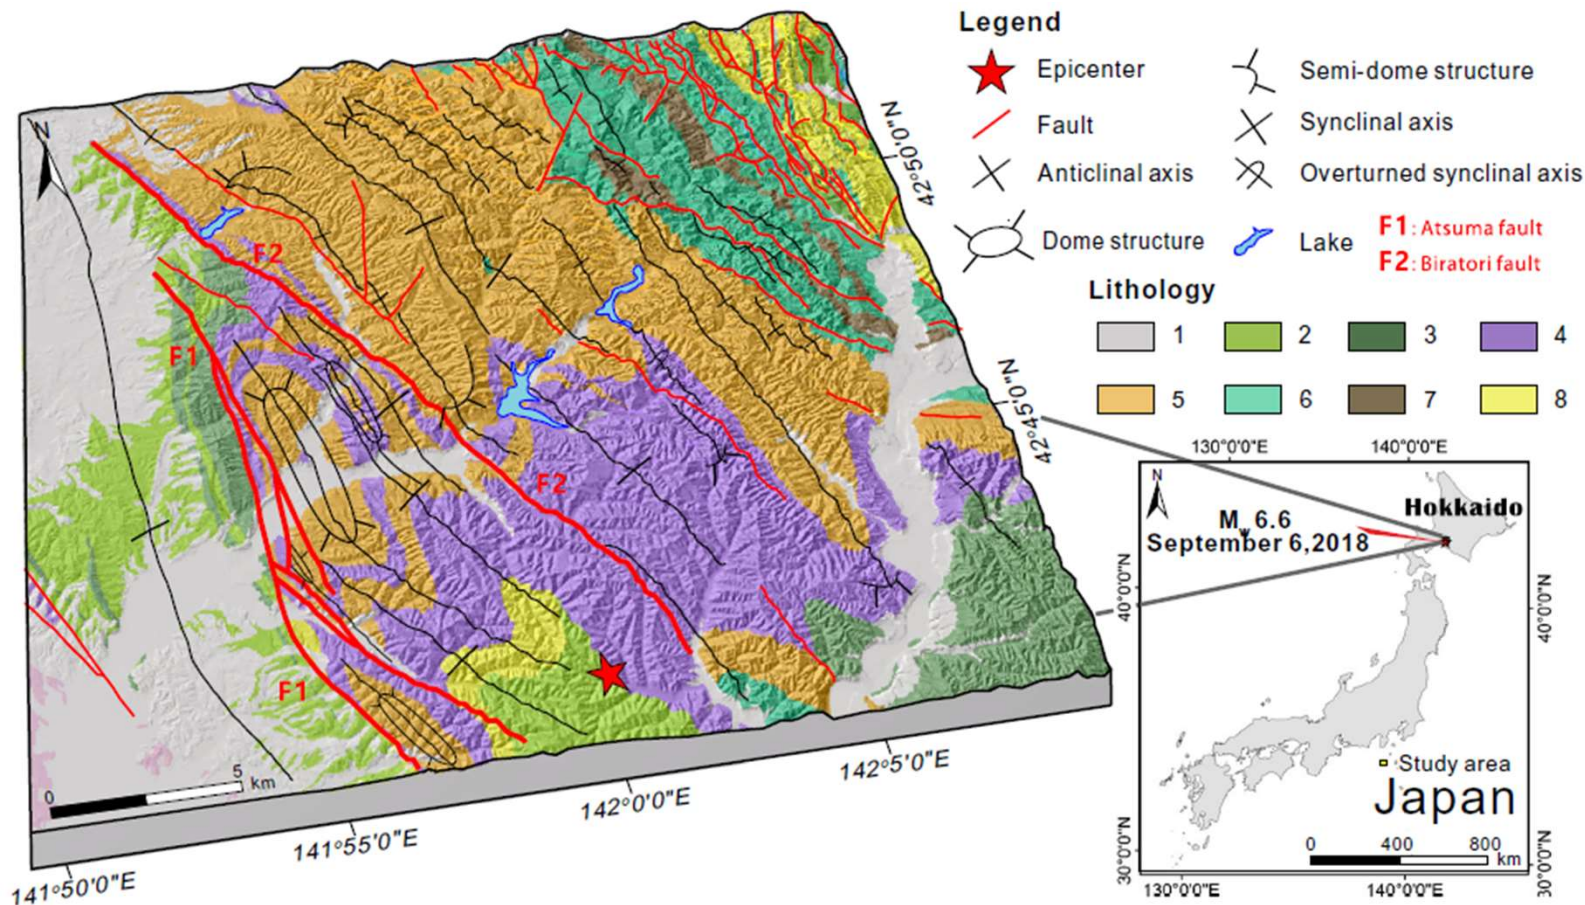 Legend
Epicenter
Semi-dome structure
Fault
Synclinal axis
Anticlinal axis
Overturned synclinal axis
Dome structure
Lake
F1: Atsuma fault
F2: Biratori fault
Lithology
1
2
3
4
5
6
7
8
N
F2
F1
F2
F1
0
5
km
141°50'0"E
141°55'0"E
142°0'0"E
142°5'0"E
42°50'0"N
42°45'0"N
130°0'0"E
140°0'0"E
N
Hokkaido
Mw 6.6
September 6,2018
40°0'0"N
40°0'0"N
Study area
Japan
0
400
800
km
30°0'0"N
30°0'0"N
130°0'0"E
140°0'0"E